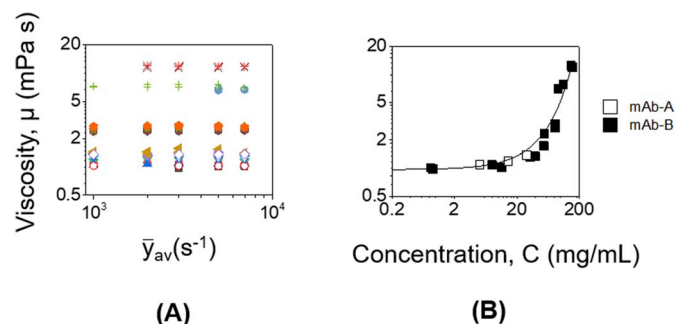 20
5
2
0.5
10³
10⁴
Viscosity, μ (mPa s)
ȳav(s-1)
(A)
20
5
2
0.5
0.2
2
20
200
mAb-A
mAb-B
Concentration, C (mg/mL)
(B)